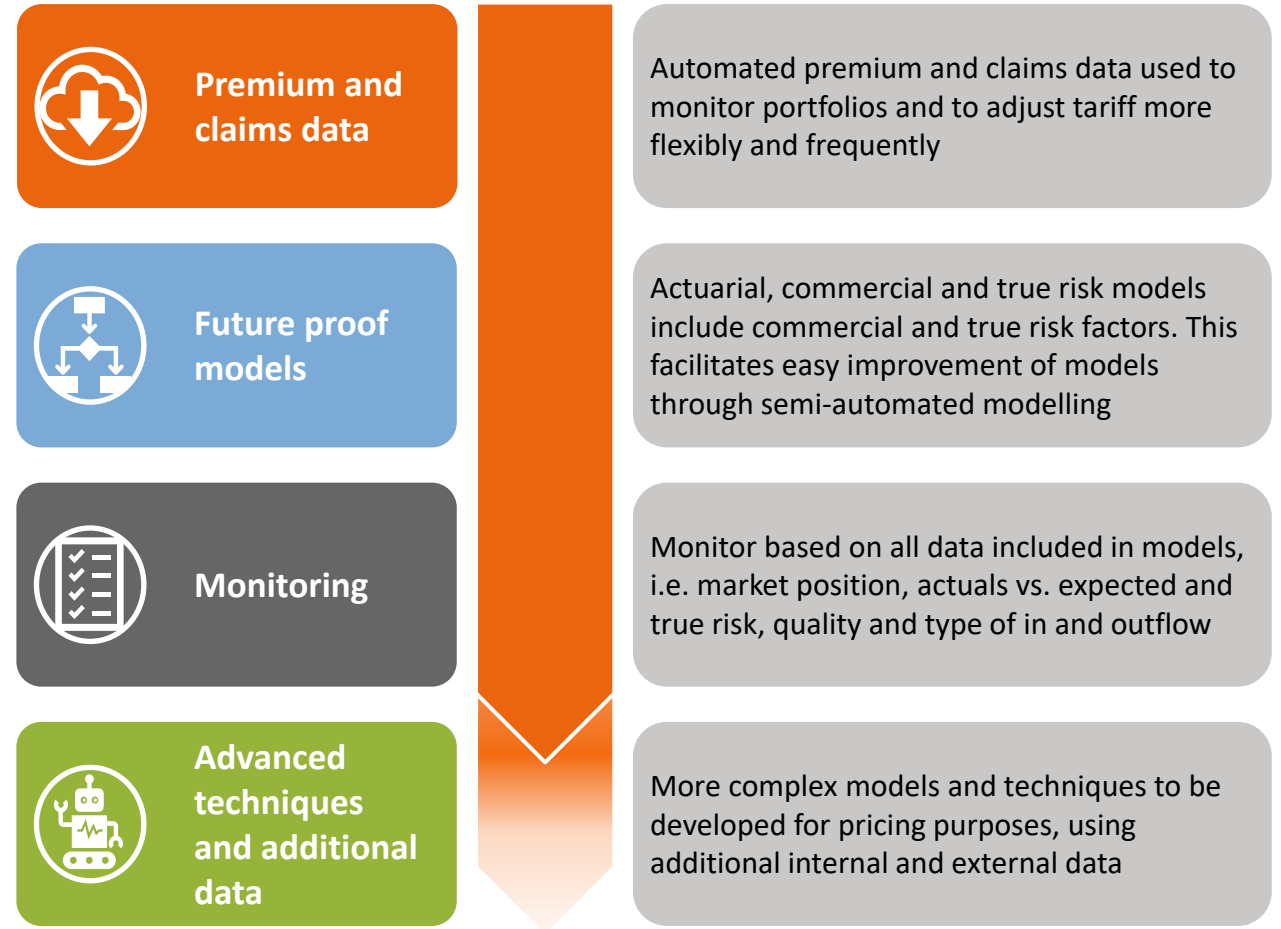 Premium and
claims data
Automated premium and claims data used to
monitor portfolios and to adjust tariff more
flexibly and frequently
Future proof
models
Actuarial, commercial and true risk models
include commercial and true risk factors. This
facilitates easy improvement of models
through semi-automated modelling
Monitoring
Monitor based on all data included in models,
i.e. market position, actuals vs. expected and
true risk, quality and type of in and outflow
Advanced
techniques
and additional
data
More complex models and techniques to be
developed for pricing purposes, using
additional internal and external data